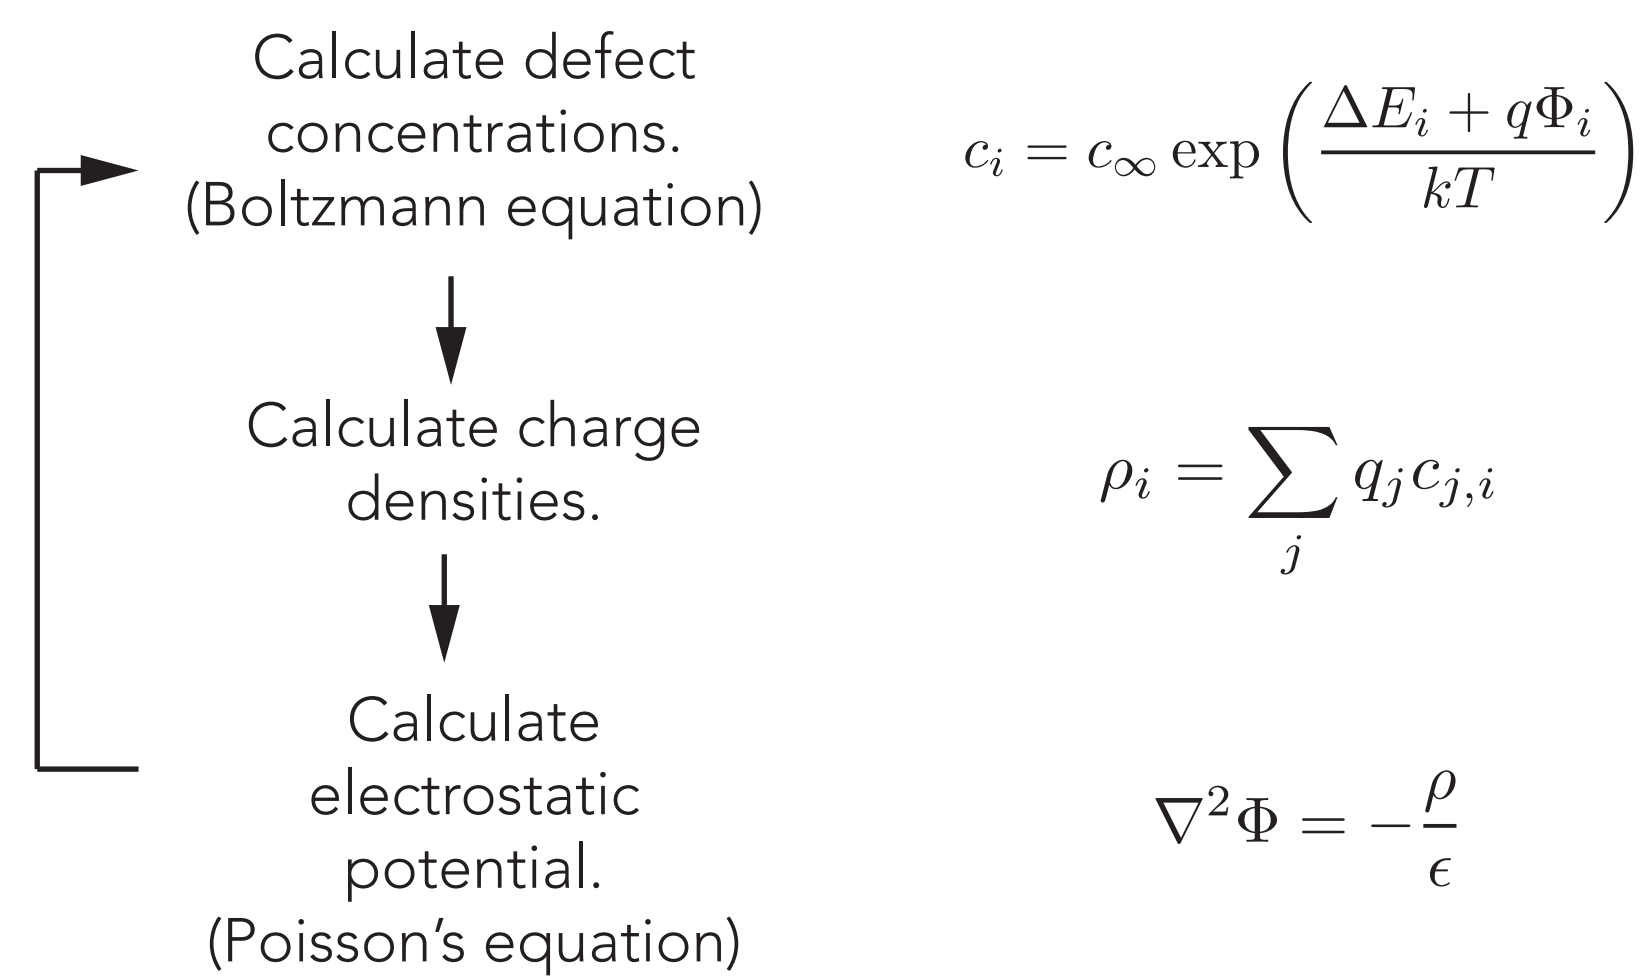 Calculate defect
concentrations.
(Boltzmann equation)
c_i = c_∞ exp ( (ΔE_i + qΦ_i) / kT )
Calculate charge
densities.
ρ_i = ∑_j q_j c_{j,i}
Calculate
electrostatic
potential.
(Poisson’s equation)
∇²Φ = −ρ/ϵ